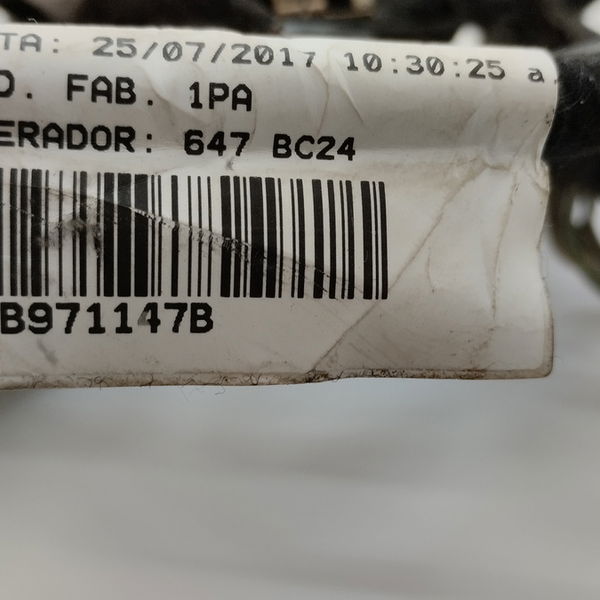 TA: 25/07/2017 10:30:25 a.
D. FAB. 1PA
ERADOR: 647 BC24
B971147B